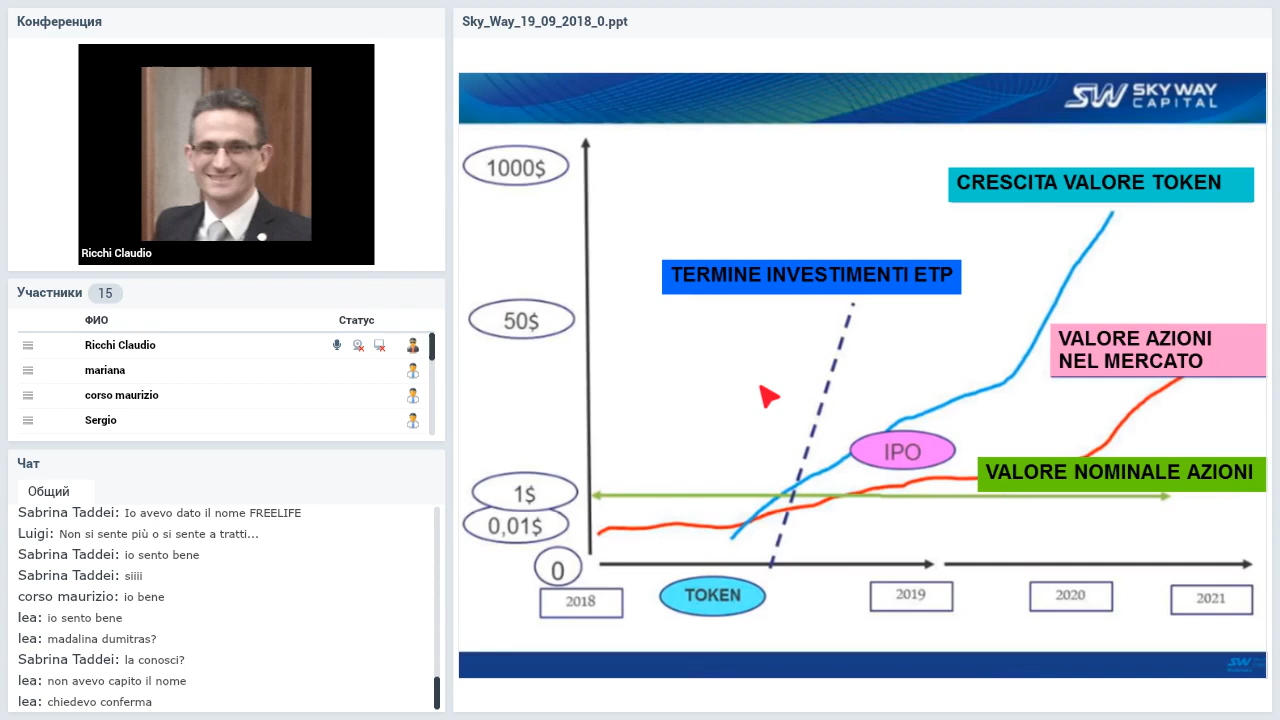 Конференция
Ricchi Claudio
Участники 15
ФИО Статус
Ricchi Claudio
mariana
corso maurizio
Sergio
Чат
Общий
Sabrina Taddei: Io avevo dato il nome FREELIFE
Luigi: Non si sente più o si sente a tratti...
Sabrina Taddei: io sento bene
Sabrina Taddei: siiii
corso maurizio: io bene
lea: io sento bene
lea: madalina dumitras?
Sabrina Taddei: la conosci?
lea: non avevo capito il nome
lea: chiedevo conferma
Sky_Way_19_09_2018_0.ppt
SW SKY WAY
CAPITAL
1000$
CRESCITA VALORE TOKEN
TERMINE INVESTIMENTI ETP
50$
VALORE AZIONI
NEL MERCATO
IPO
VALORE NOMINALE AZIONI
1$
0,01$
0
2018
TOKEN
2019
2020
2021
SW